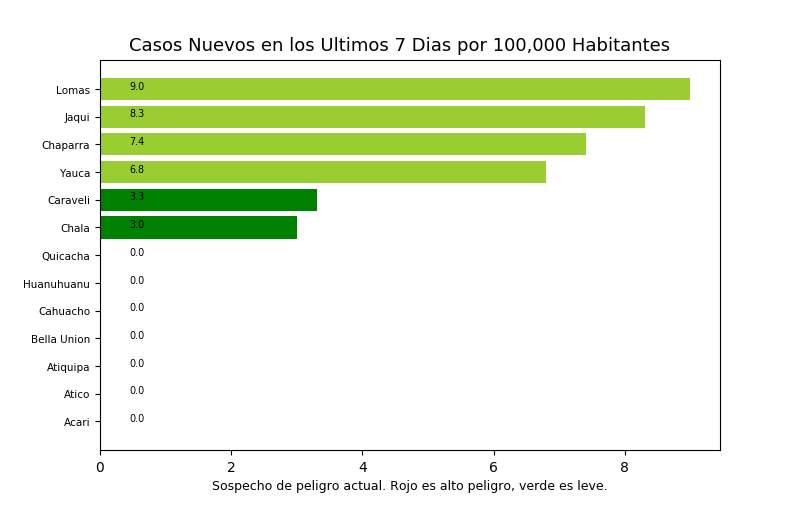 Casos Nuevos en los Ultimos 7 Dias por 100,000 Habitantes
Lomas 9.0
Jaqui 8.3
Chaparra 7.4
Yauca 6.8
Caraveli 3.3
Chala 3.0
Quicacha 0.0
Huanuhuanu 0.0
Cahuacho 0.0
Bella Union 0.0
Atiquipa 0.0
Atico 0.0
Acari 0.0
0 2 4 6 8
Sospecho de peligro actual. Rojo es alto peligro, verde es leve.